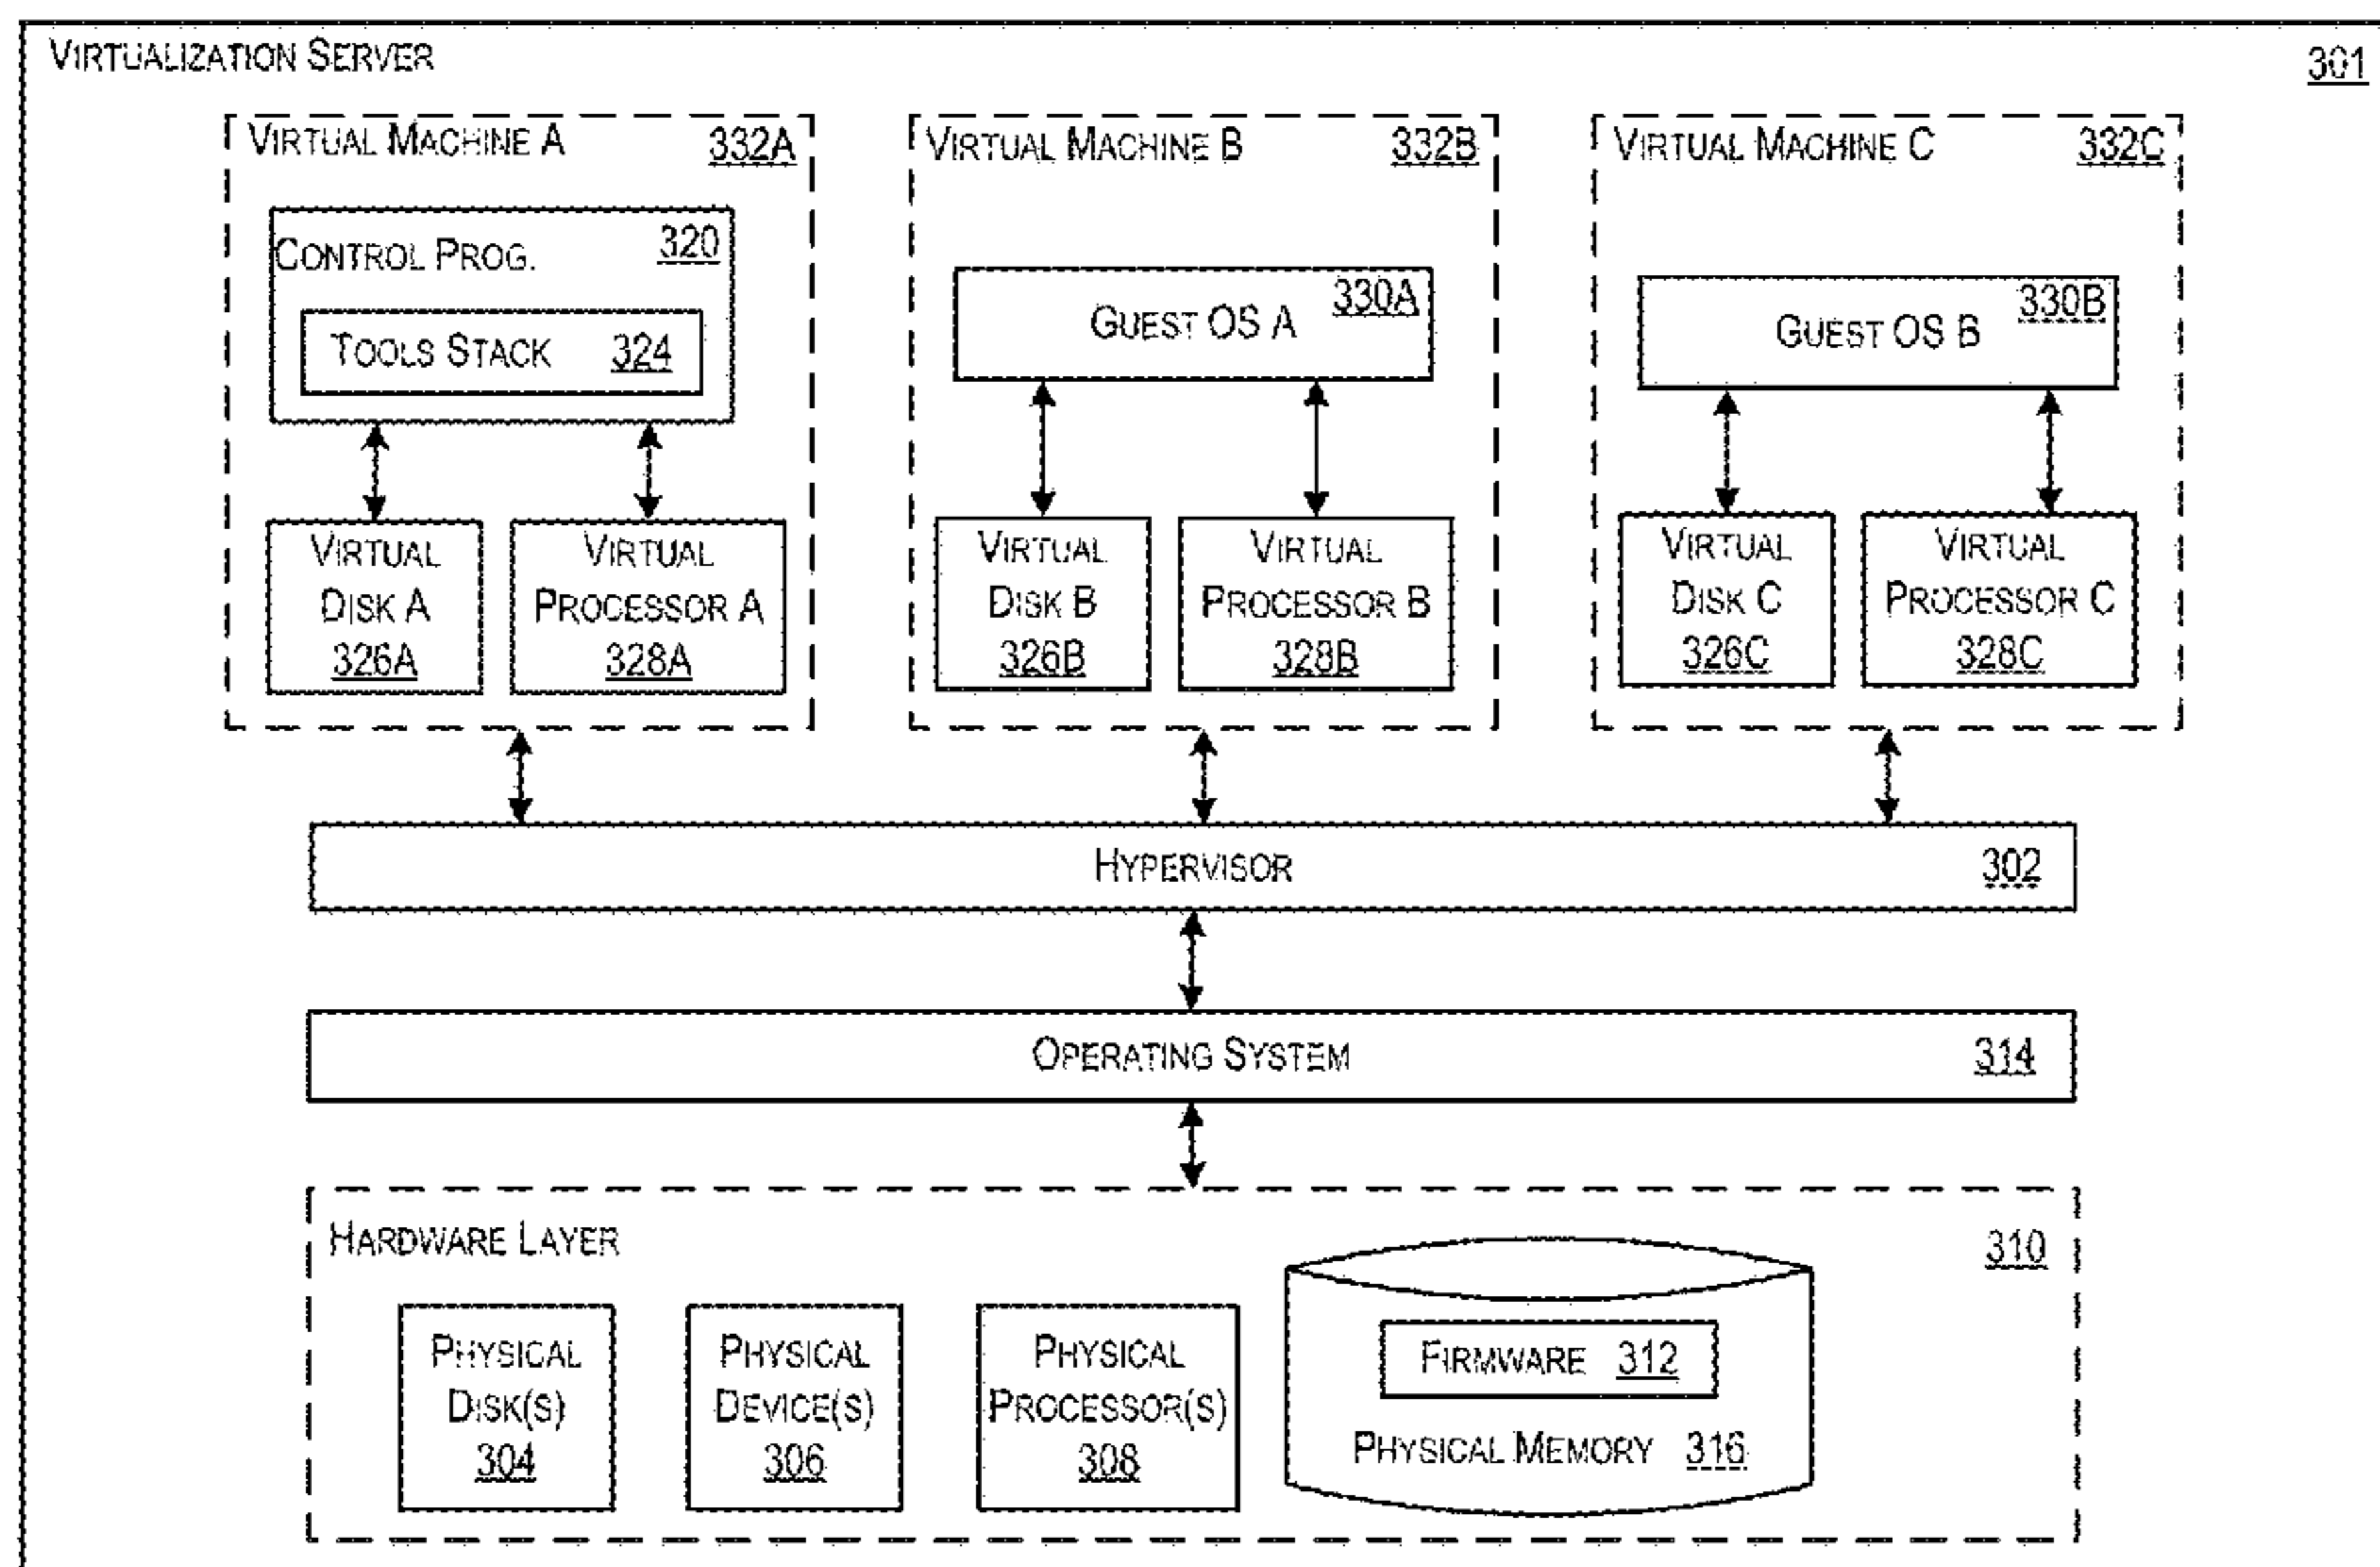 VIRTUALIZATION SERVER 301
VIRTUAL MACHINE A 332A
CONTROL PROG. 320
TOOLS STACK 324
VIRTUAL
DISK A
326A
VIRTUAL
PROCESSOR A
328A
VIRTUAL MACHINE B 332B
GUEST OS A 330A
VIRTUAL
DISK B
326B
VIRTUAL
PROCESSOR B
328B
VIRTUAL MACHINE C 332C
GUEST OS B 330B
VIRTUAL
DISK C
326C
VIRTUAL
PROCESSOR C
328C
HYPERVISOR 302
OPERATING SYSTEM 314
HARDWARE LAYER 310
PHYSICAL
DISK(S)
304
PHYSICAL
DEVICE(S)
306
PHYSICAL
PROCESSOR(S)
308
FIRMWARE 312
PHYSICAL MEMORY 316